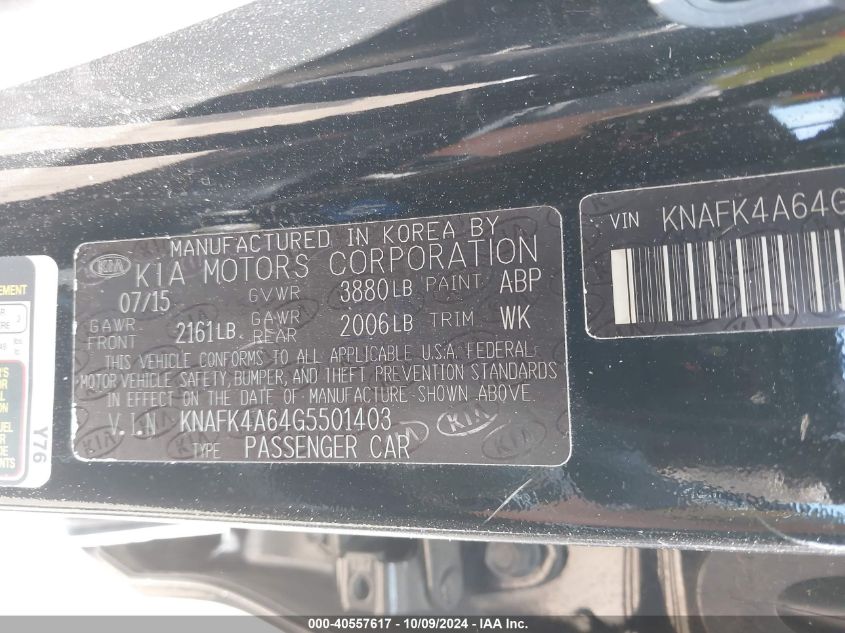 MANUFACTURED IN KOREA BY
KIA KIA MOTORS CORPORATION
07/15 GVWR 3880LB PAINT ABP
GAWR FRONT 2161LB GAWR REAR 2006LB TRIM WK
THIS VEHICLE CONFORMS TO ALL APPLICABLE U.S.A. FEDERAL
MOTOR VEHICLE SAFETY, BUMPER, AND THEFT PREVENTION STANDARDS
IN EFFECT ON THE DATE OF MANUFACTURE SHOWN ABOVE.
V.I.N KNAFK4A64G5501403
TYPE PASSENGER CAR
VIN KNAFK4A64G
Y76
000-40557617 - 10/09/2024 - Copyright © 2024 IAA, Inc.